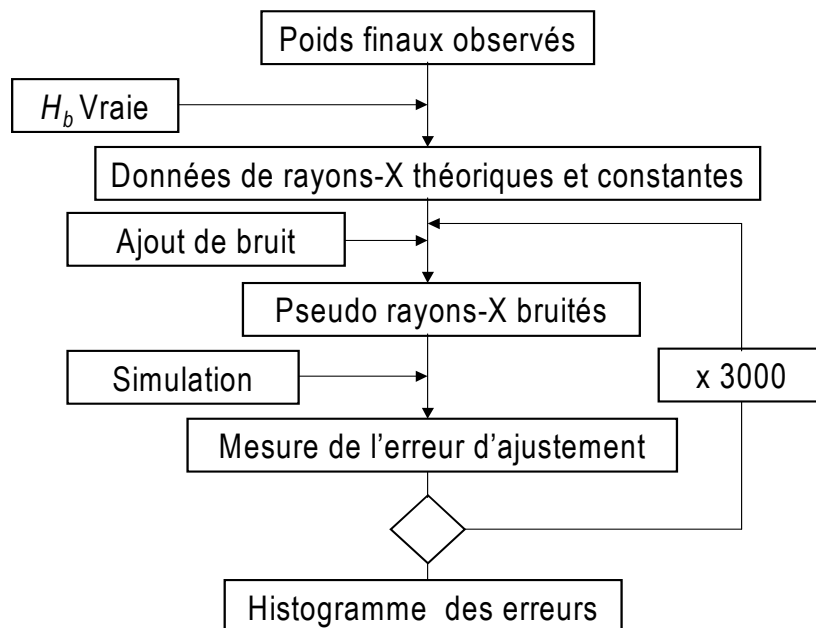 Poids finaux observés
H_b Vraie
Données de rayons-X théoriques et constantes
Ajout de bruit
Pseudo rayons-X bruités
Simulation
x 3000
Mesure de l'erreur d'ajustement
Histogramme des erreurs